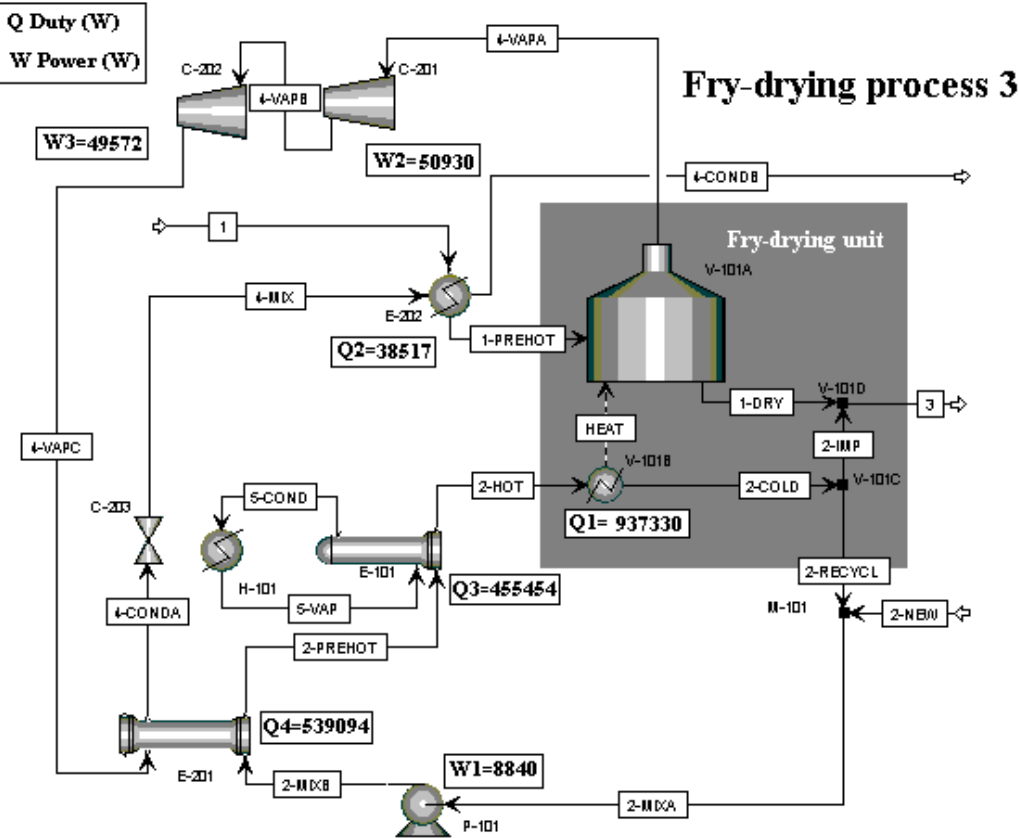 Q Duty (W)
W Power (W)
C-202
C-201
4-VAPA
4-VAPB
Fry-drying process 3
W3=49572
W2=50930
4-CONDB
1
Fry-drying unit
V-101A
4-MIX
E-202
1-PREHOT
Q2=38517
V-101D
1-DRY
3
HEAT
2-IMP
4-VAPC
V-101B
5-COND
2-HOT
2-COLD
V-101C
C-203
Q1= 937330
E-101
2-RECYCL
H-101
Q3=455454
5-VAP
M-101
2-NEW
4-CONDA
2-PREHOT
Q4=539094
W1=8840
E-201
2-MIXB
2-MIXA
P-101